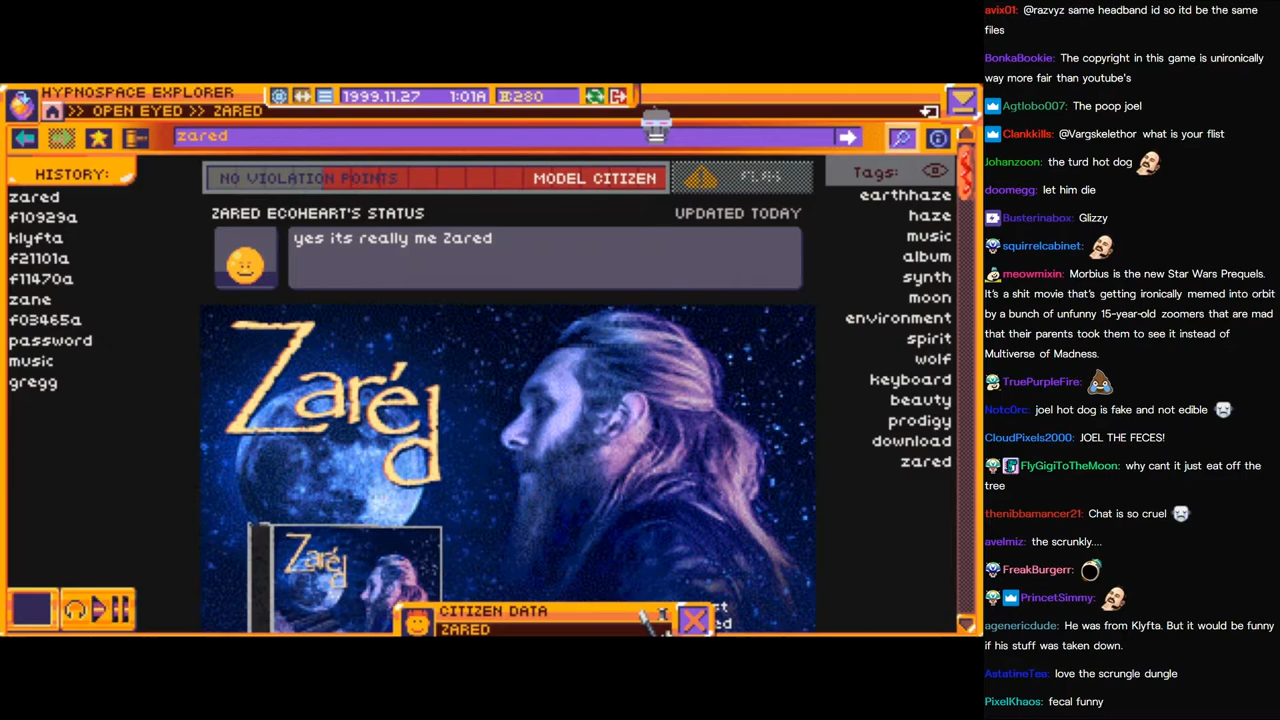 HYPNOSPACE EXPLORER
1999.11.27 1:01A 280
>> OPEN EYED >> ZARED
zared
HISTORY:
zared
f10929a
klyfta
f21101a
f11470a
zane
f03465a
password
music
gregg
NO VIOLATION POINTS MODEL CITIZEN
ZARED ECOHEART'S STATUS UPDATED TODAY
yes its really me Zared
Zaréd
Zaréd
CITIZEN DATA
ZARED
Tags:
earthhaze
haze
music
album
synth
moon
environment
spirit
wolf
keyboard
beauty
prodigy
download
zared
avix01: @razvyz same headband id so itd be the same
files
BonkaBookie: The copyright in this game is unironically
way more fair than youtube's
Agtlobo007: The poop joel
Clankkills: @Vargskelethor what is your flist
Johanzoon: the turd hot dog
doomegg: let him die
Busterinabox: Glizzy
squirrelcabinet:
meowmixin: Morbius is the new Star Wars Prequels.
It's a shit movie that's getting ironically memed into orbit
by a bunch of unfunny 15-year-old zoomers that are mad
that their parents took them to see it instead of
Multiverse of Madness.
TruePurpleFire:
Notc0rc: joel hot dog is fake and not edible
CloudPixels2000: JOEL THE FECES!
FlyGigiToTheMoon: why cant it just eat off the
tree
thenibbamancer21: Chat is so cruel
avelmiz: the scrunkly....
FreakBurgerr:
PrincetSimmy:
agenericdude: He was from Klyfta. But it would be funny
if his stuff was taken down.
AstatineTea: love the scrungle dungle
PixelKhaos: fecal funny